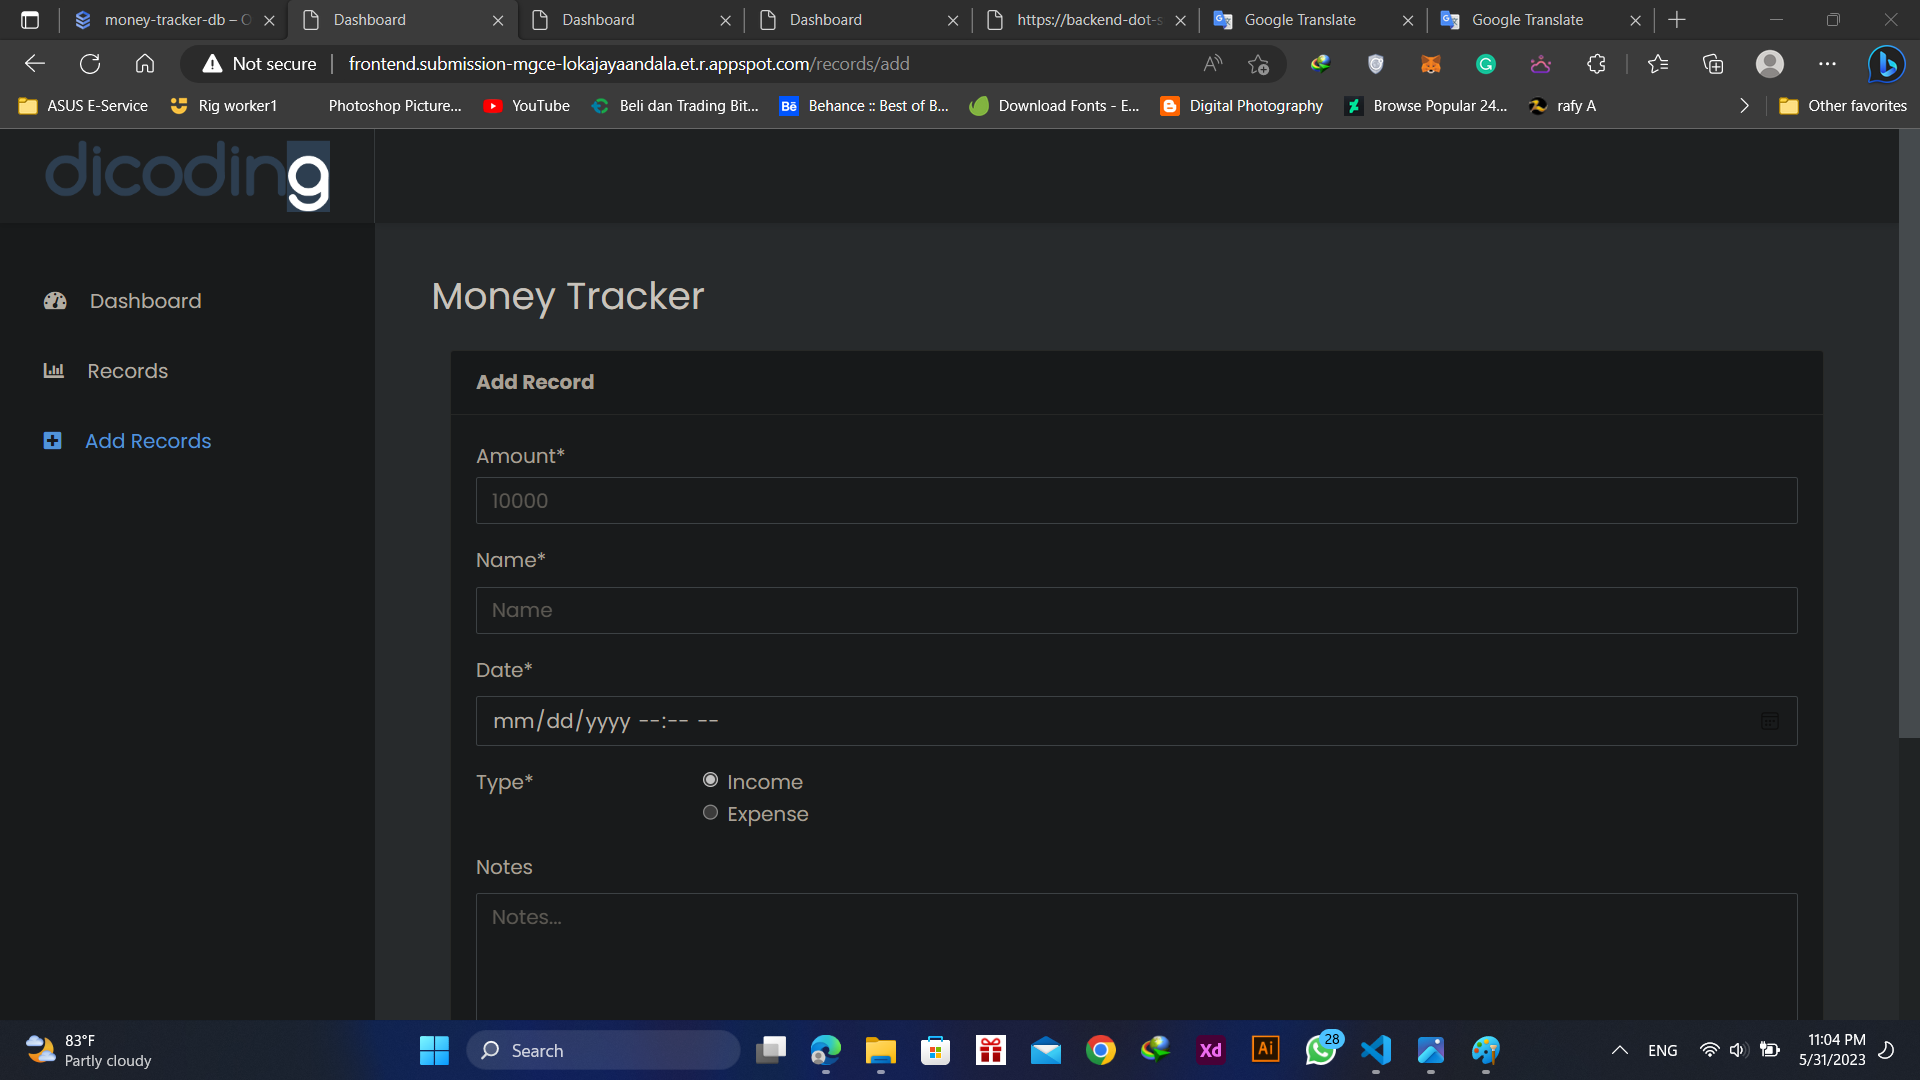 money-tracker-db – O
Dashboard
Dashboard
Dashboard
https://backend-dot-s
Google Translate
Google Translate
Not secure
frontend.submission-mgce-lokajayaandala.et.r.appspot.com/records/add
ASUS E-Service
Rig worker1
Photoshop Picture...
YouTube
Beli dan Trading Bit...
Behance :: Best of B...
Download Fonts - E...
Digital Photography
Browse Popular 24...
rafy A
Other favorites
dicoding
Dashboard
Records
Add Records
Money Tracker
Add Record
Amount*
10000
Name*
Name
Date*
mm/dd/yyyy --:-- --
Type*
Income
Expense
Notes
Notes...
83°F
Partly cloudy
Search
Xd
Ai
28
ENG
11:04 PM
5/31/2023